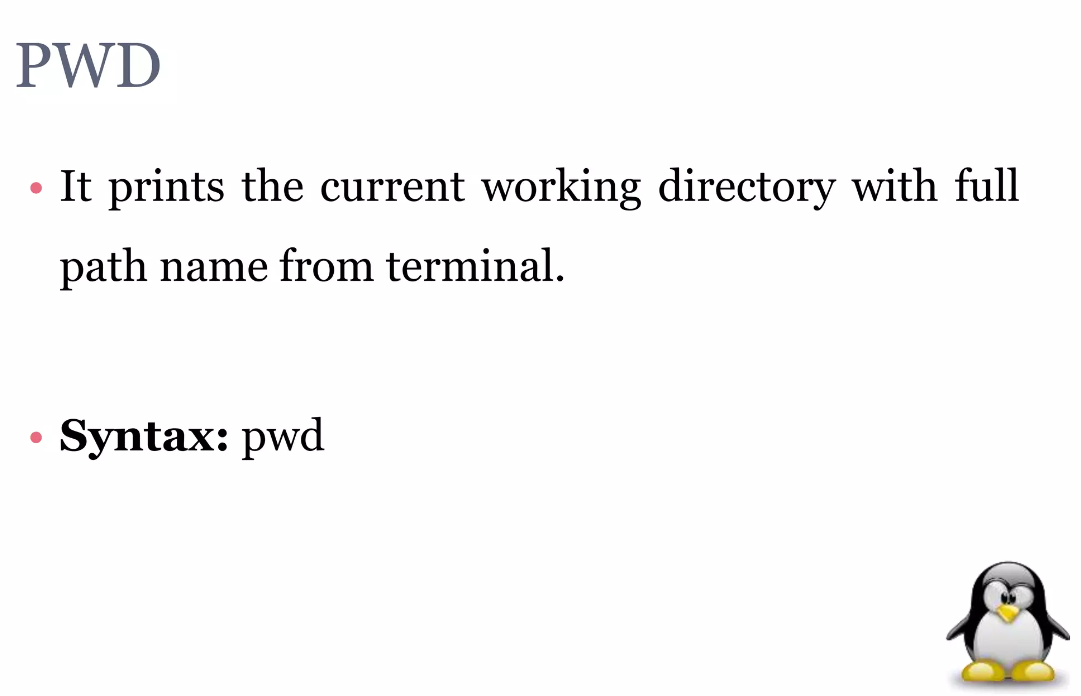 PWD
• It prints the current working directory with full
path name from terminal.
• Syntax: pwd